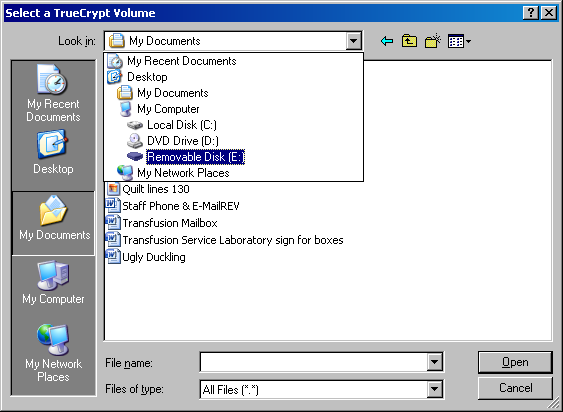 Select a TrueCrypt Volume
Look in:
My Documents
My Recent Documents
Desktop
My Documents
My Computer
Local Disk (C:)
DVD Drive (D:)
Removable Disk (E:)
My Network Places
My Recent
Documents
Desktop
My Documents
My Computer
My Network
Places
Quilt lines 130
Staff Phone & E-MailREV
Transfusion Mailbox
Transfusion Service Laboratory sign for boxes
Ugly Duckling
File name:
Open
Files of type:
All Files (*.*)
Cancel